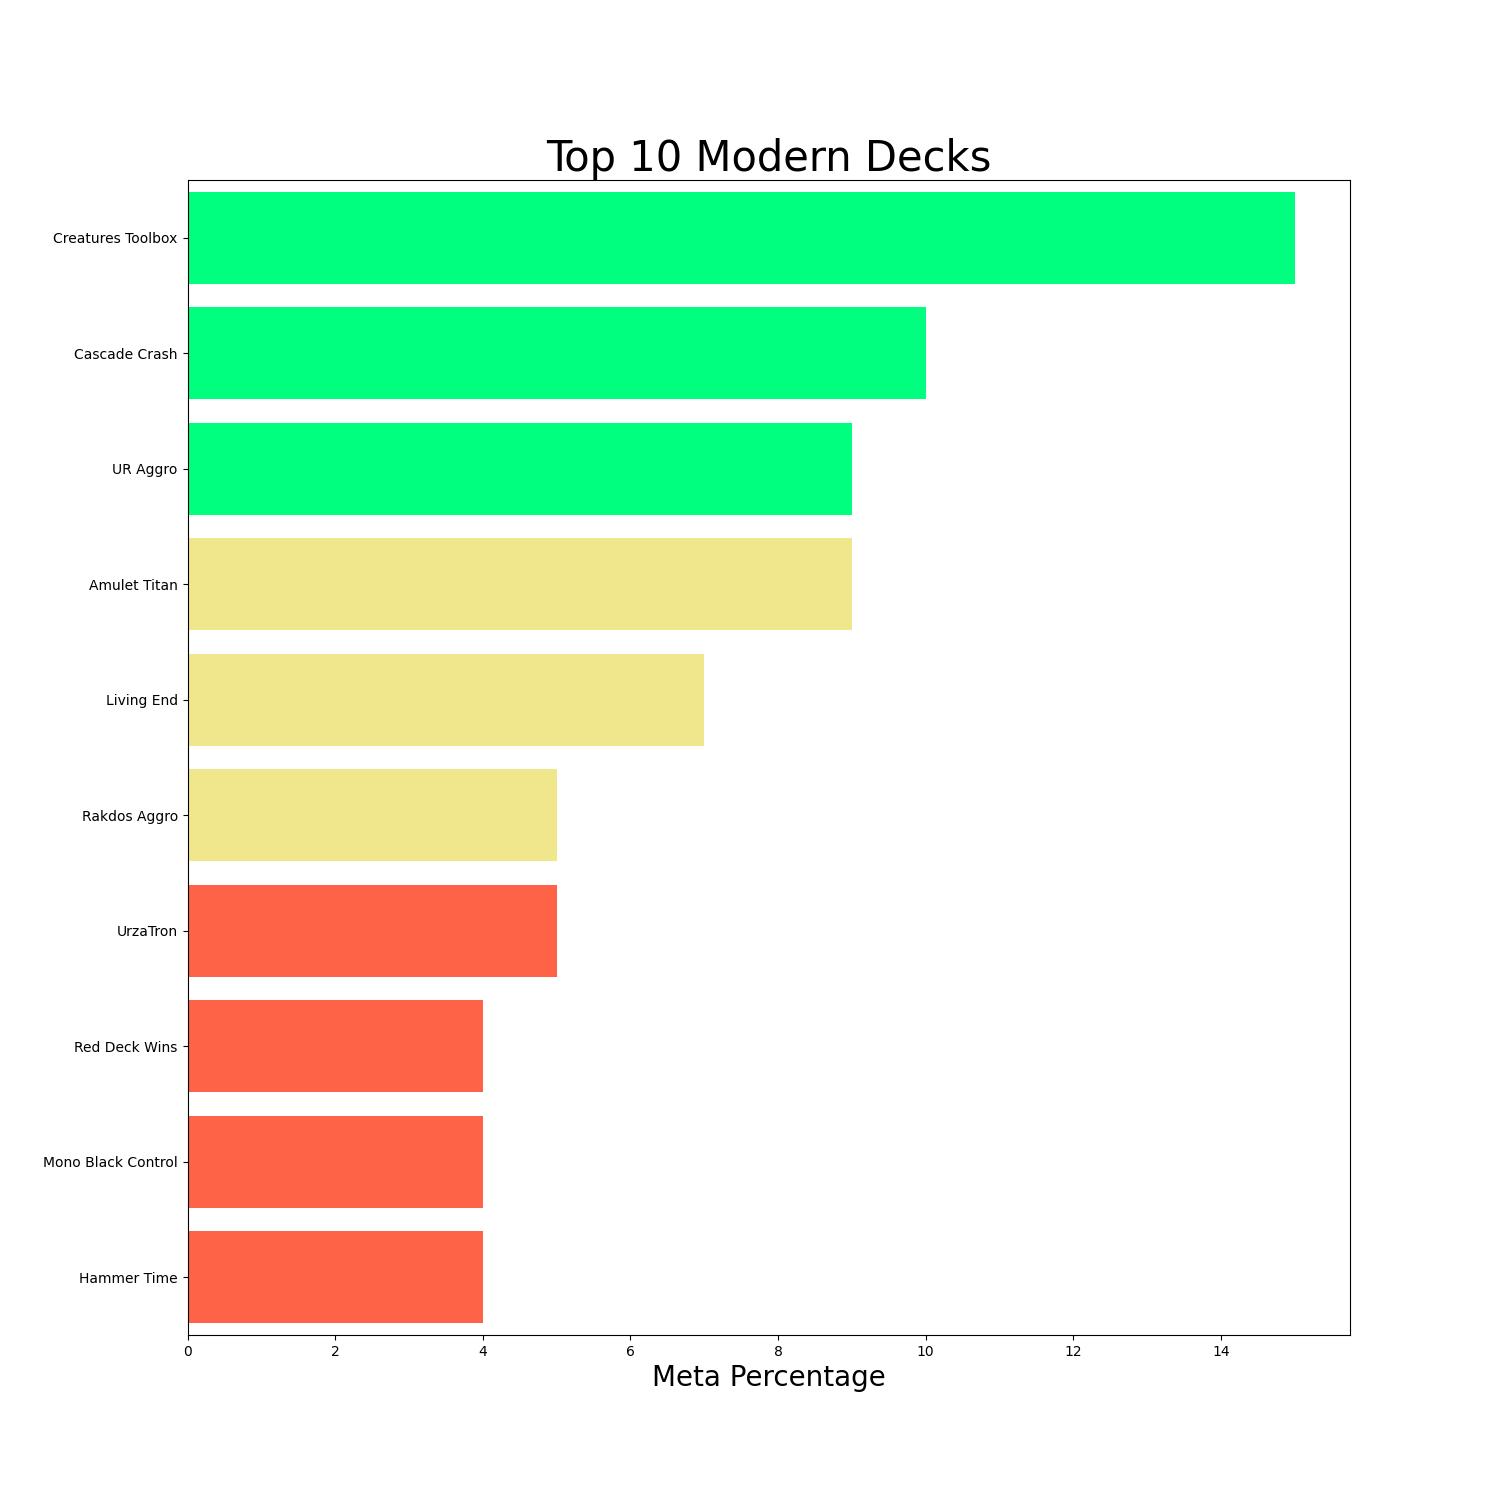 Top 10 Modern Decks
Creatures Toolbox
Cascade Crash
UR Aggro
Amulet Titan
Living End
Rakdos Aggro
UrzaTron
Red Deck Wins
Mono Black Control
Hammer Time
0 2 4 6 8 10 12 14
Meta Percentage